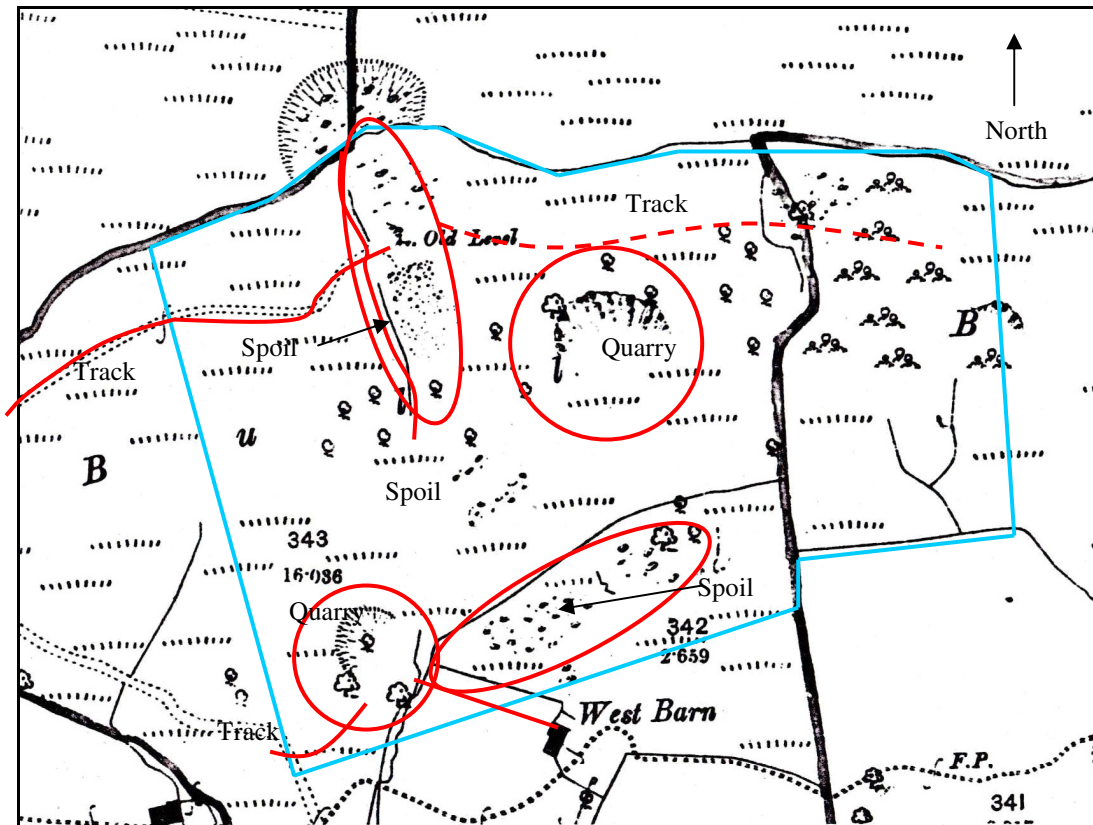 North
Track
Old Level
Spoil
Quarry
B
Track
u
B
Spoil
343
16·036
Quarry
Spoil
342
2·659
West Barn
Track
F.P.
341